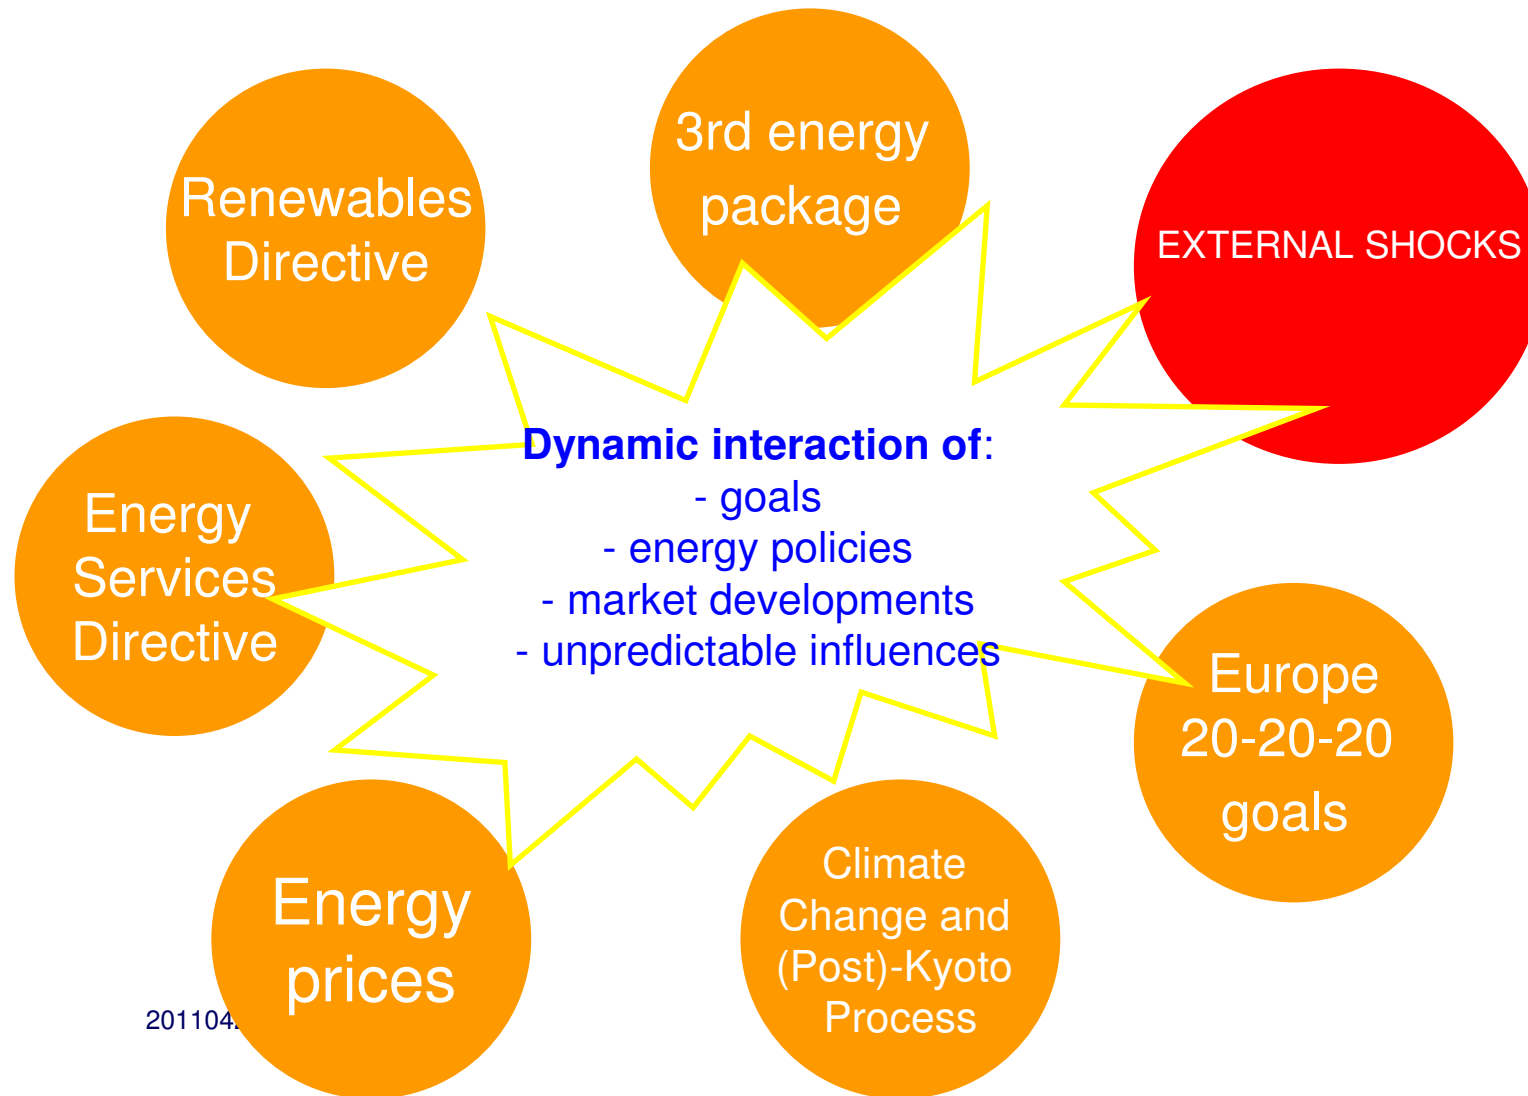 3rd energy
package
Renewables
Directive
EXTERNAL SHOCKS
Dynamic interaction of:
- goals
- energy policies
- market developments
- unpredictable influences
Energy
Services
Directive
Europe
20-20-20
goals
Energy
prices
Climate
Change and
(Post)-Kyoto
Process